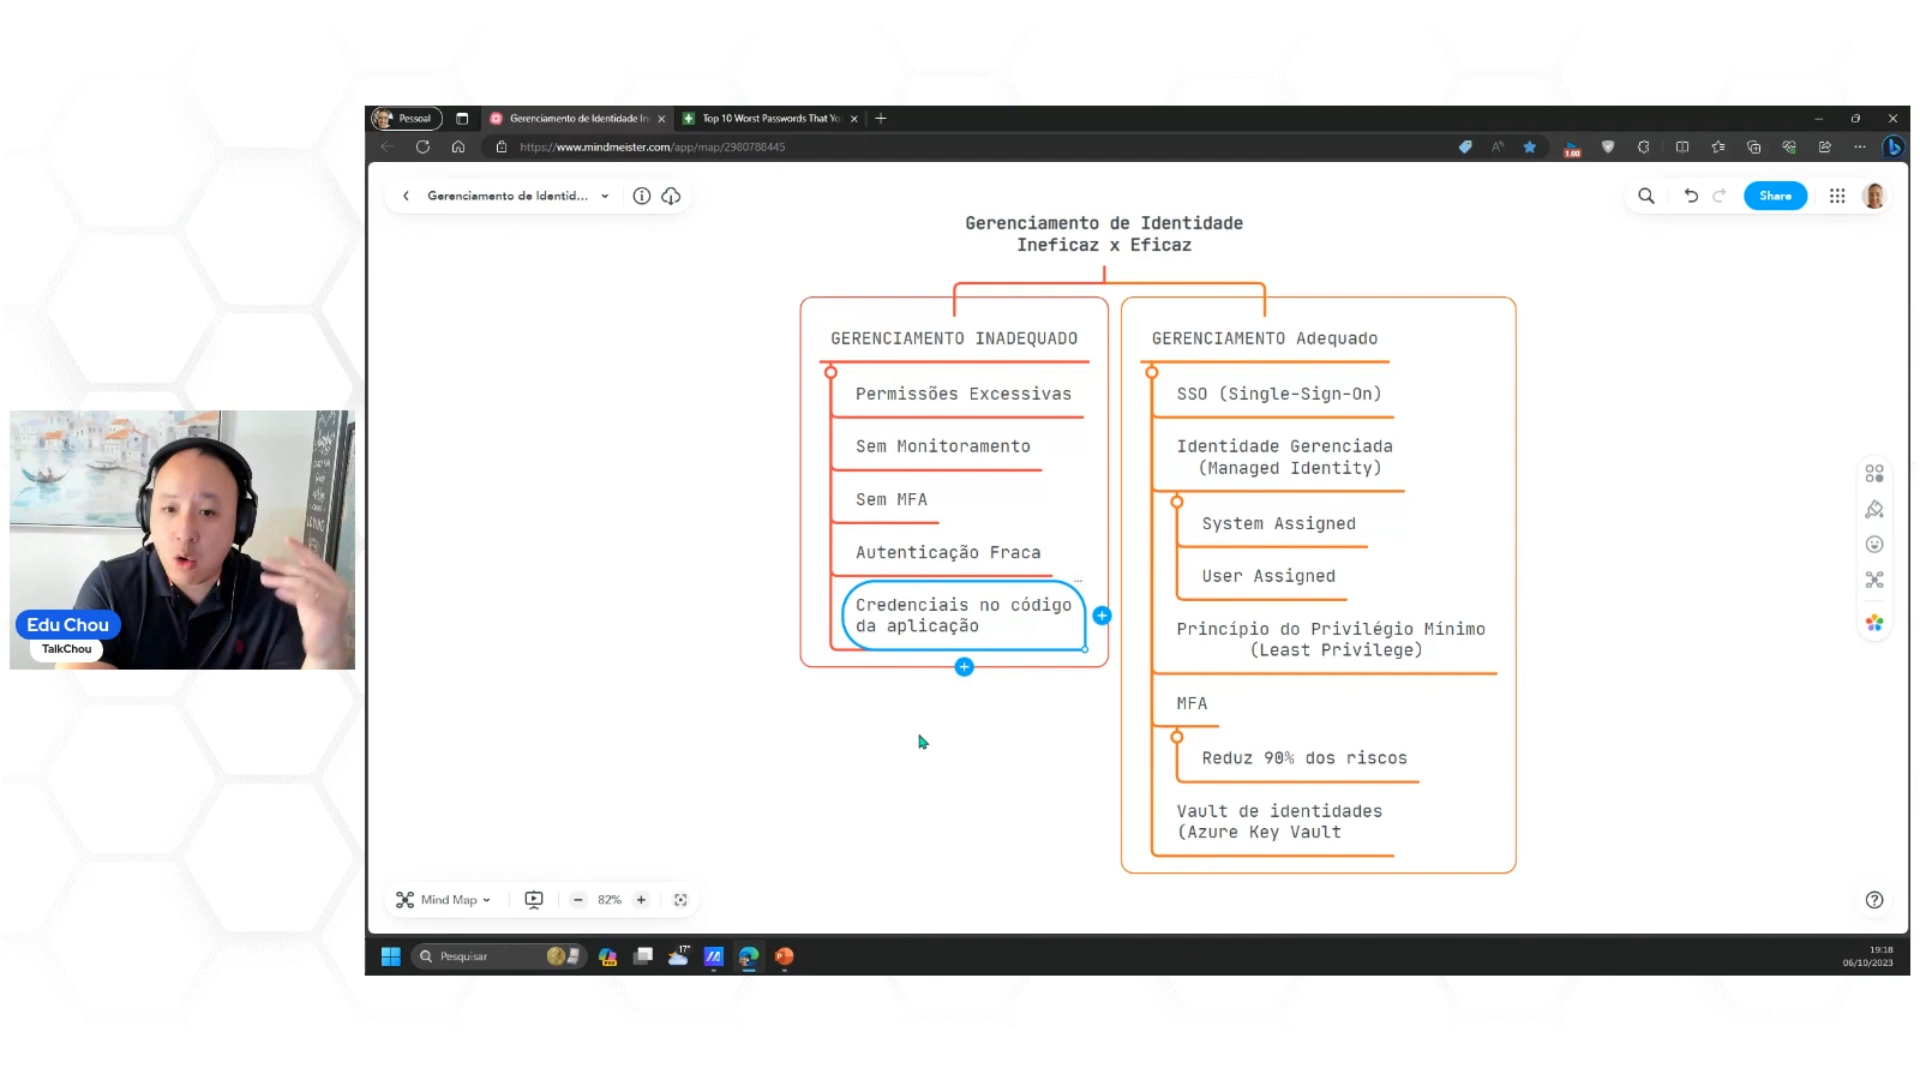 Pessoal
Gerenciamento de Identidade In
Top 10 Worst Passwords That Yo
https://www.mindmeister.com/app/map/2980788445
1.00
Gerenciamento de Identid...
Share
Gerenciamento de Identidade
Ineficaz x Eficaz
GERENCIAMENTO INADEQUADO
Permissões Excessivas
Sem Monitoramento
Sem MFA
Autenticação Fraca
Credenciais no código
da aplicação
GERENCIAMENTO Adequado
SSO (Single-Sign-On)
Identidade Gerenciada
(Managed Identity)
System Assigned
User Assigned
Princípio do Privilégio Mínimo
(Least Privilege)
MFA
Reduz 90% dos riscos
Vault de identidades
(Azure Key Vault
Edu Chou
TalkChou
Mind Map
82%
Pesquisar
17°
19:18
06/10/2023